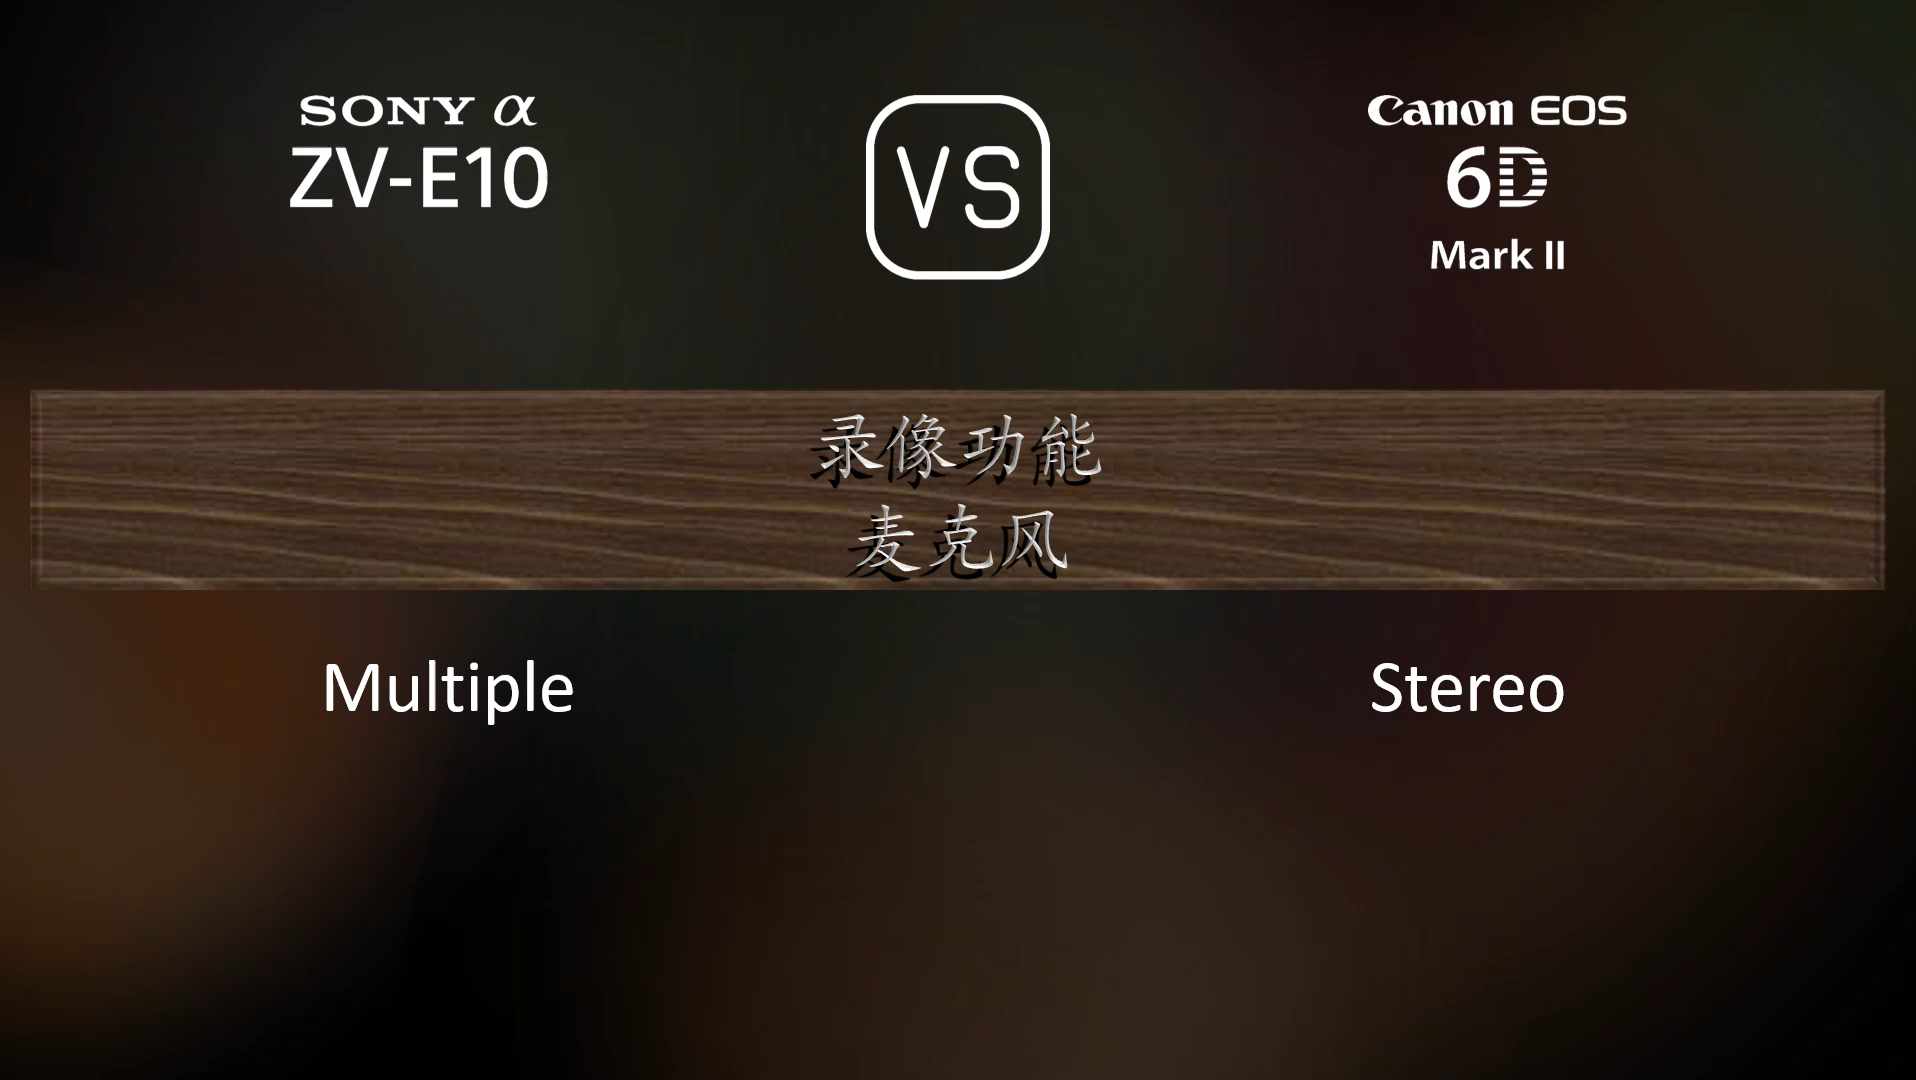 SONY α
ZV-E10
VS
Canon EOS
6D
Mark II
录像功能
麦克风
Multiple
Stereo